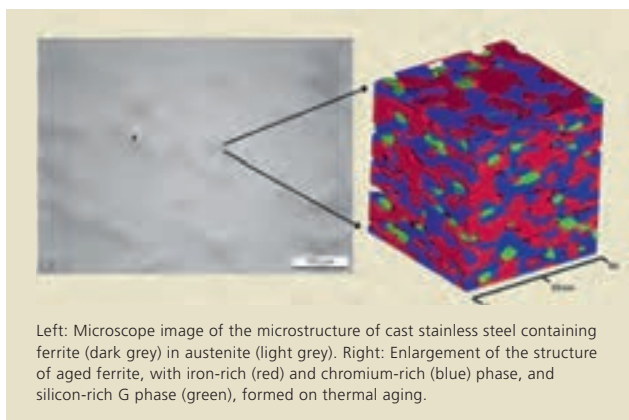 Left: Microscope image of the microstructure of cast stainless steel containing
ferrite (dark grey) in austenite (light grey). Right: Enlargement of the structure
of aged ferrite, with iron-rich (red) and chromium-rich (blue) phase, and
silicon-rich G phase (green), formed on thermal aging.